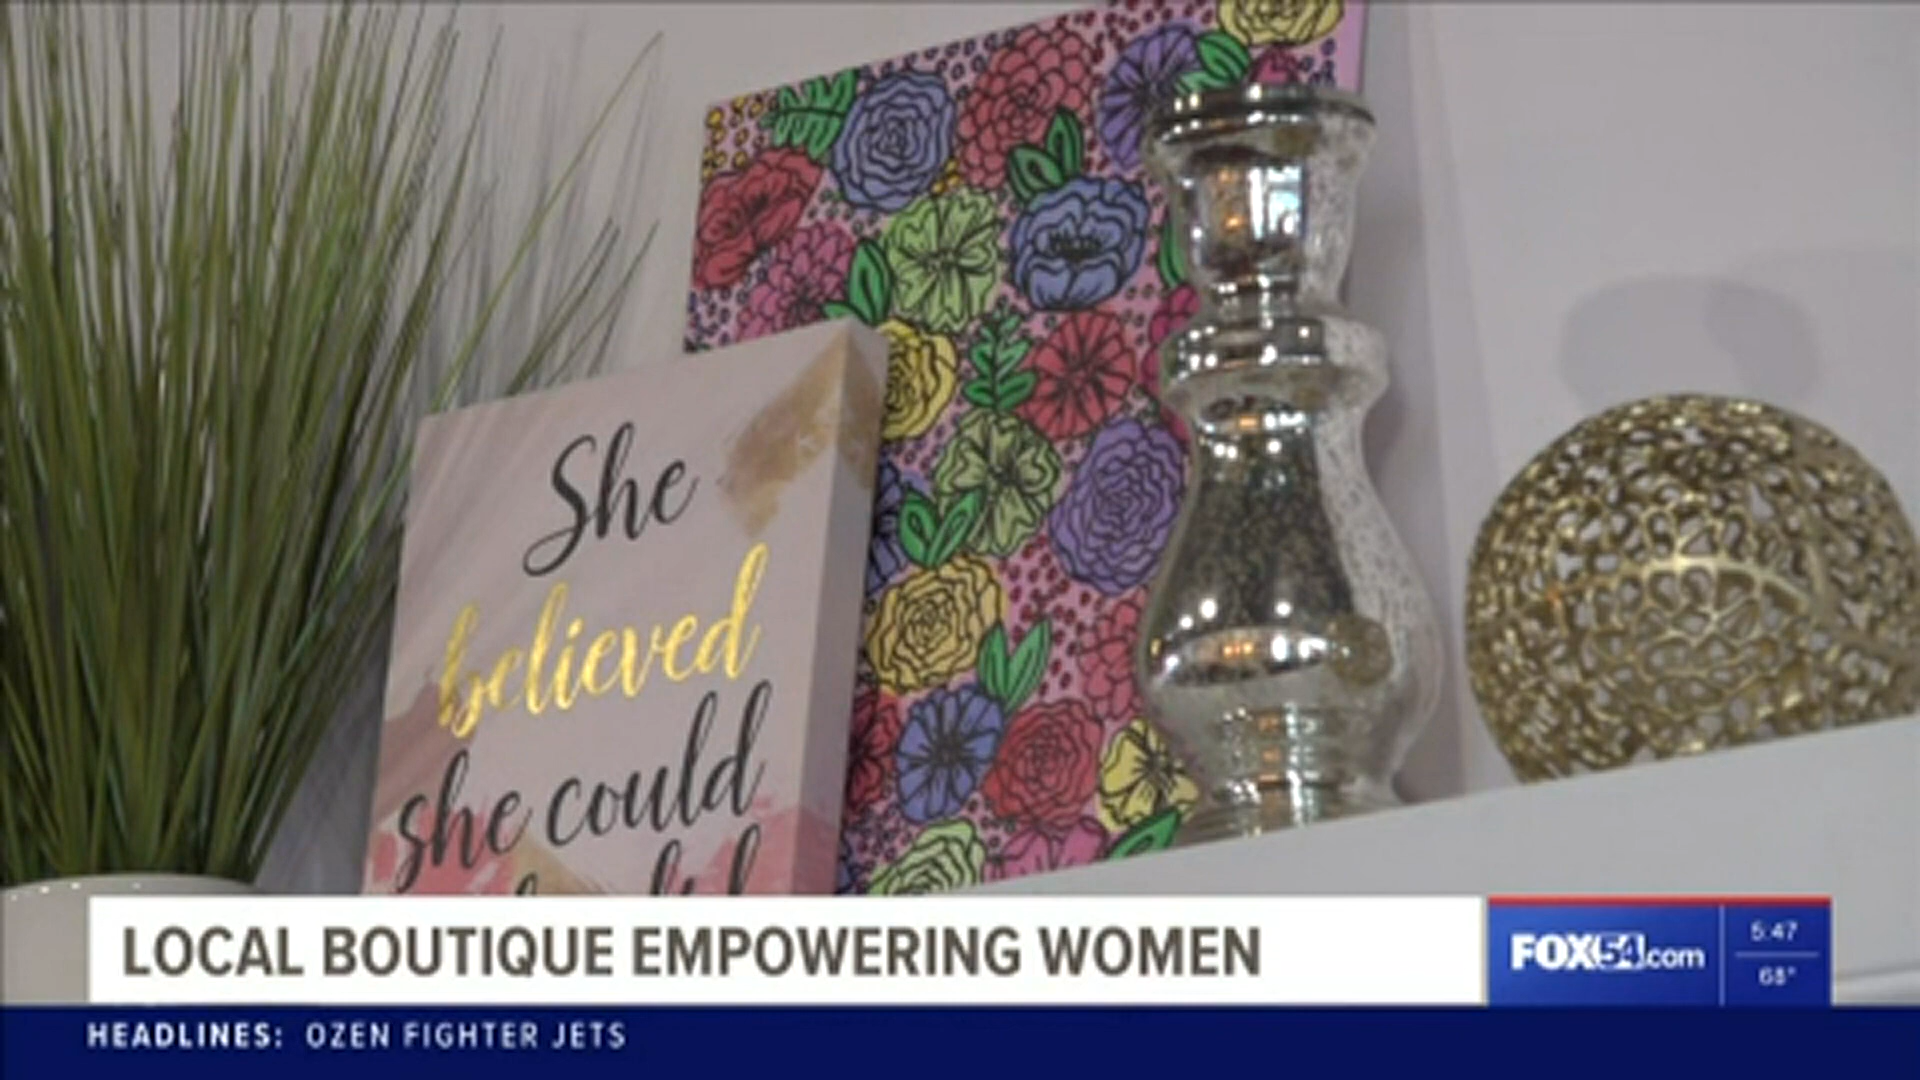 She
believed
she could
LOCAL BOUTIQUE EMPOWERING WOMEN
FOX54.com
5:47
68°
HEADLINES: OZEN FIGHTER JETS